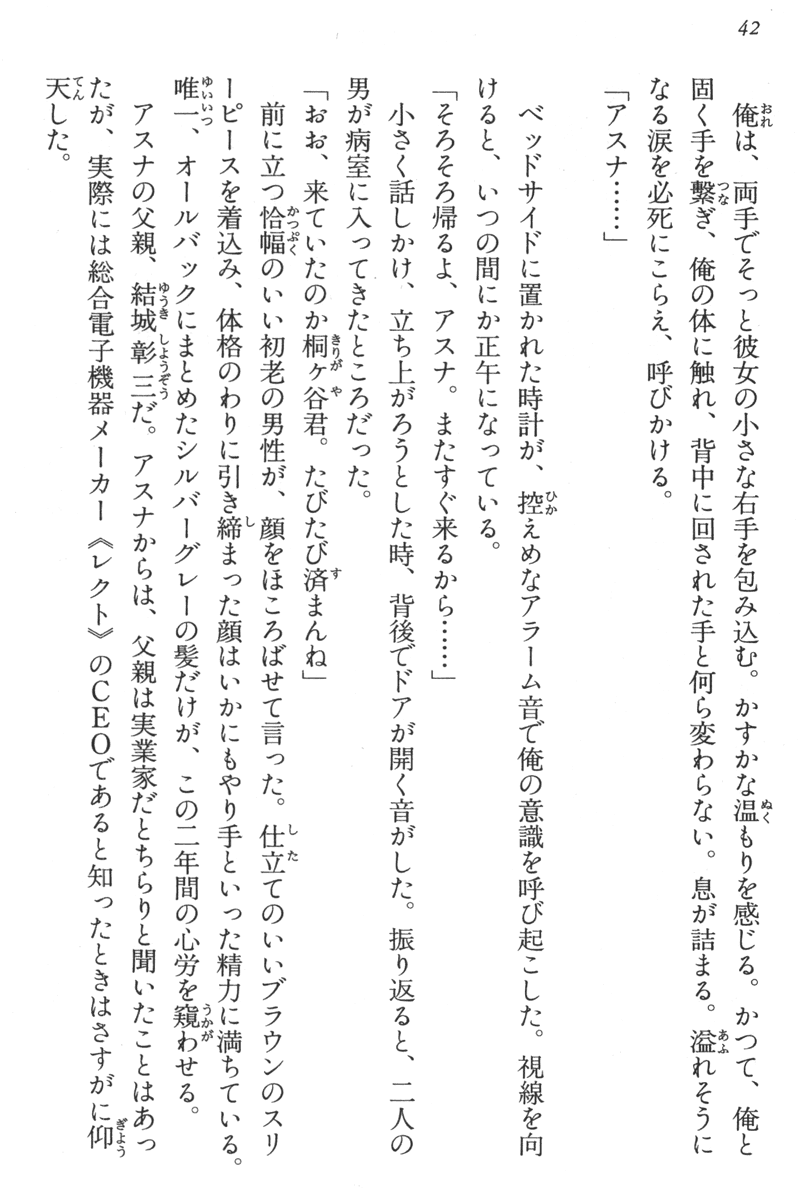 42
俺は、両手でそっと彼女の小さな右手を包み込む。かすかな温もりを感じる。かつて、俺と
固く手を繋ぎ、俺の体に触れ、背中に回された手と何ら変わらない。息が詰まる。溢れそうに
なる涙を必死にこらえ、呼びかける。
「アスナ……」
ベッドサイドに置かれた時計が、控えめなアラーム音で俺の意識を呼び起こした。視線を向
けると、いつの間にか正午になっている。
「そろそろ帰るよ、アスナ。またすぐ来るから……」
小さく話しかけ、立ち上がろうとした時、背後でドアが開く音がした。振り返ると、二人の
男が病室に入ってきたところだった。
「おお、来ていたのか桐ヶ谷君。たびたび済まんね」
前に立つ恰幅のいい初老の男性が、顔をほころばせて言った。仕立てのいいブラウンのスリ
ーピースを着込み、体格のわりに引き締まった顔はいかにもやり手といった精力に満ちている。
唯一、オールバックにまとめたシルバーグレーの髪だけが、この二年間の心労を窺わせる。
アスナの父親、結城彰三だ。アスナからは、父親は実業家だとちらりと聞いたことはあっ
たが、実際には総合電子機器メーカー《レクト》のCEOであると知ったときはさすがに仰
天した。